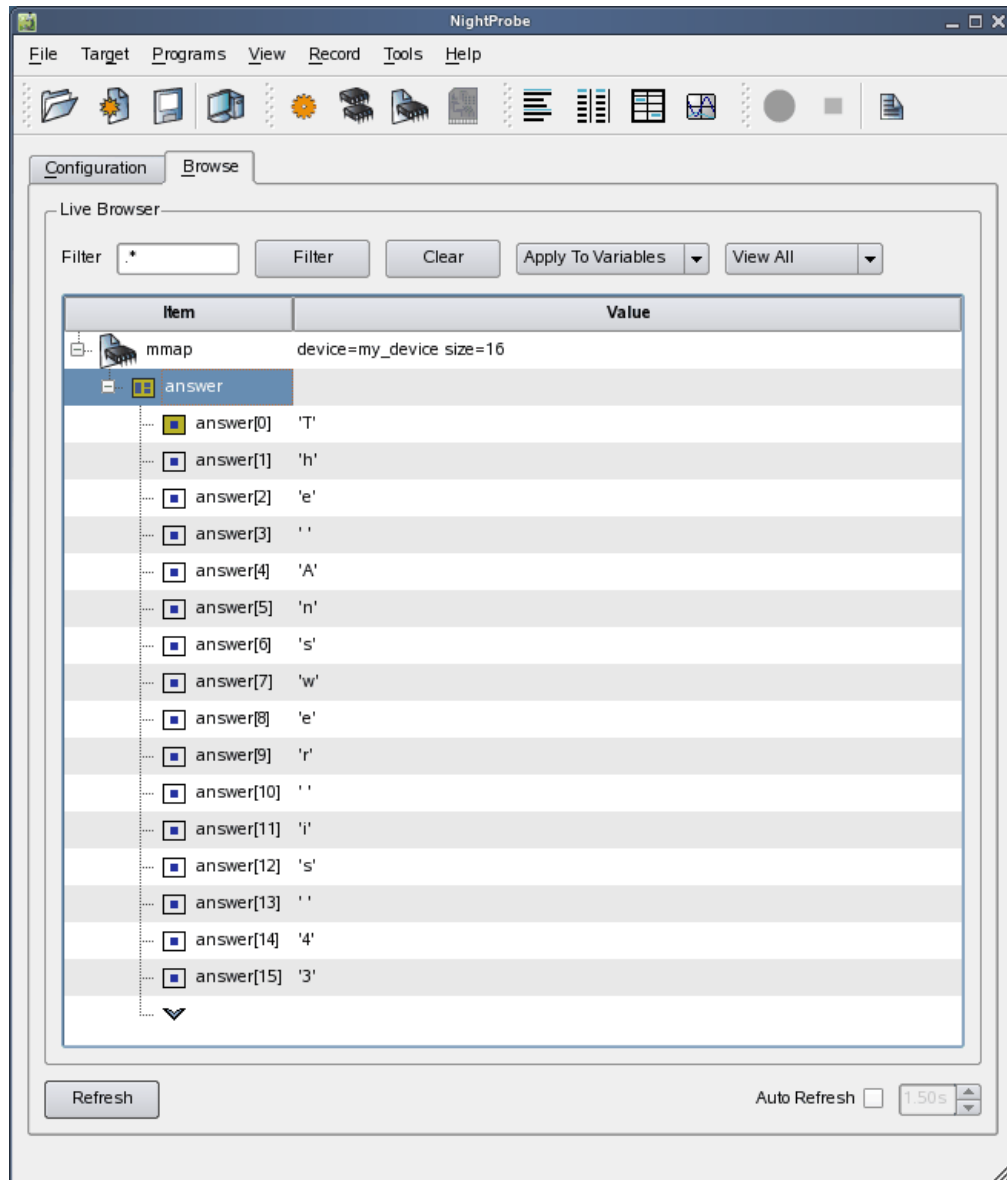 NightProbe
File Target Programs View Record Tools Help
Configuration Browse
Live Browser
Filter .* Filter Clear Apply To Variables View All
Item Value
mmap device=my_device size=16
answer
answer[0] 'T'
answer[1] 'h'
answer[2] 'e'
answer[3] ' '
answer[4] 'A'
answer[5] 'n'
answer[6] 's'
answer[7] 'w'
answer[8] 'e'
answer[9] 'r'
answer[10] ' '
answer[11] 'i'
answer[12] 's'
answer[13] ' '
answer[14] '4'
answer[15] '3'
Refresh Auto Refresh 1.50s